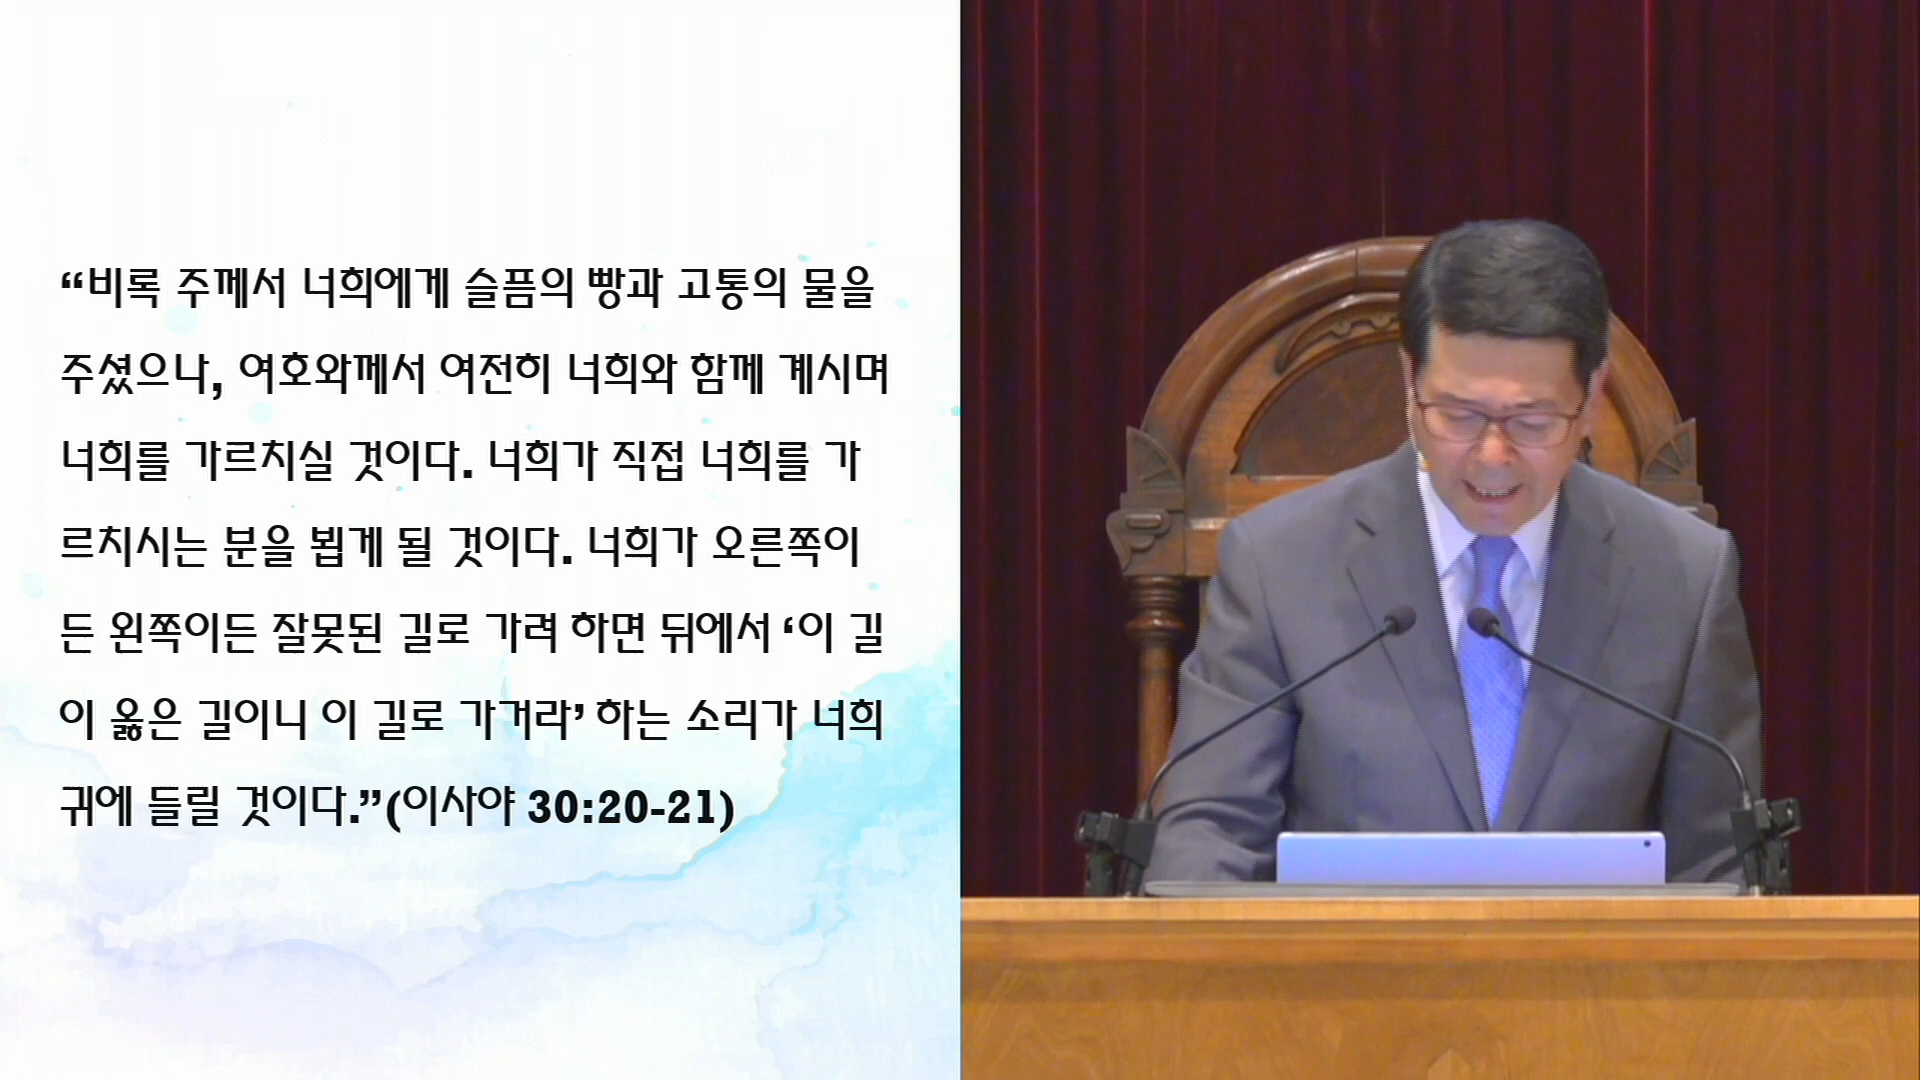 “비록 주께서 너희에게 슬픔의 빵과 고통의 물을
주셨으나, 여호와께서 여전히 너희와 함께 계시며
너희를 가르치실 것이다. 너희가 직접 너희를 가
르치시는 분을 뵙게 될 것이다. 너희가 오른쪽이
든 왼쪽이든 잘못된 길로 가려 하면 뒤에서 ‘이 길
이 옳은 길이니 이 길로 가거라’ 하는 소리가 너희
귀에 들릴 것이다.”(이사야 30:20-21)